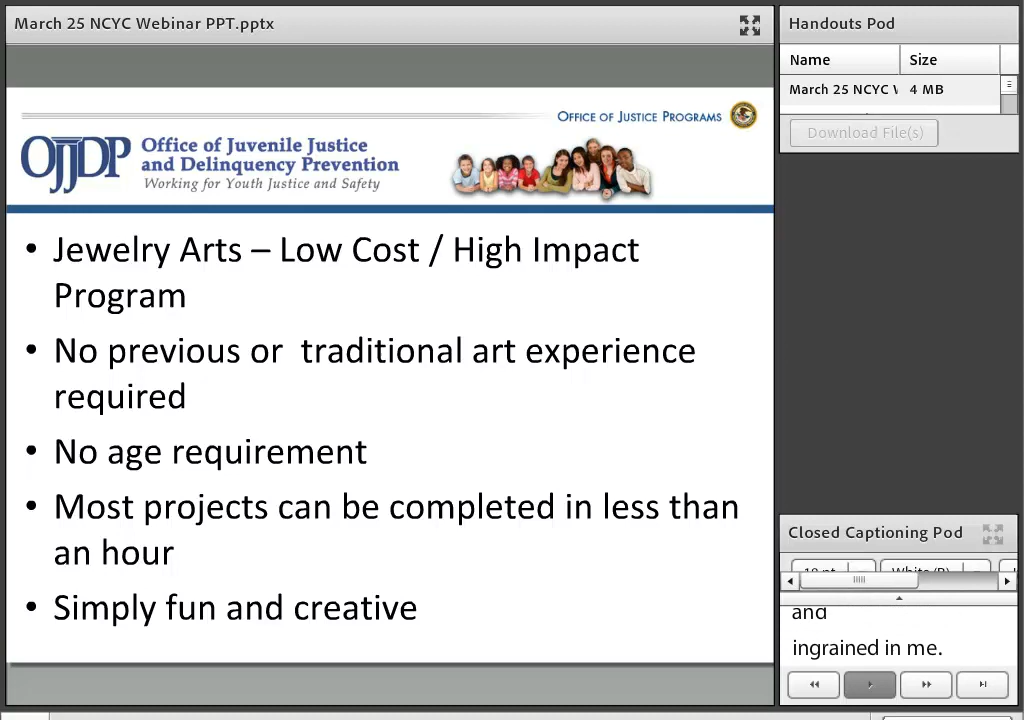 March 25 NCYC Webinar PPT.pptx
Handouts Pod
Name Size
March 25 NCYC 4 MB
Download File(s)
OFFICE OF JUSTICE PROGRAMS
OJJDP
Office of Juvenile Justice
and Delinquency Prevention
Working for Youth Justice and Safety
• Jewelry Arts – Low Cost / High Impact
Program
• No previous or traditional art experience
required
• No age requirement
• Most projects can be completed in less than
an hour
• Simply fun and creative
Closed Captioning Pod
and
ingrained in me.